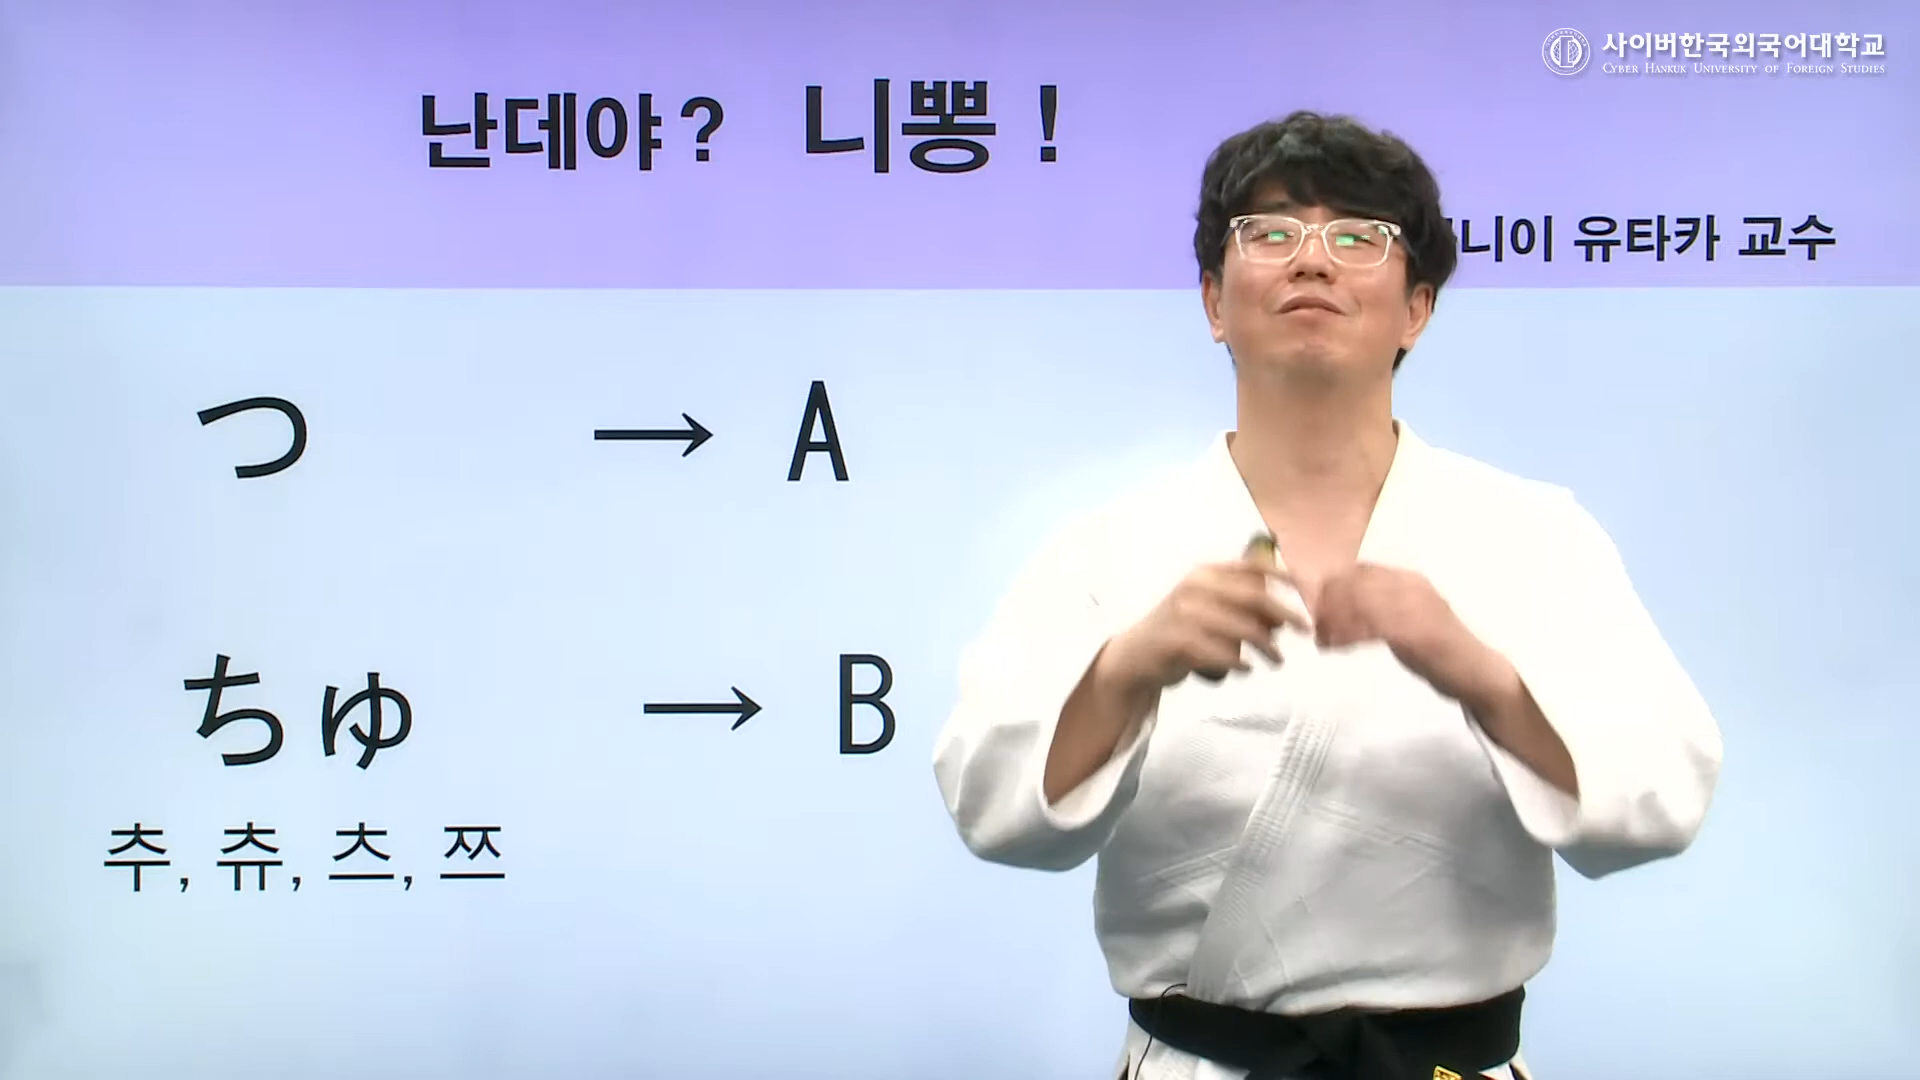 사이버한국외국어대학교
CYBER HANKUK UNIVERSITY OF FOREIGN STUDIES
난데야? 니뽕!
유타카 교수
つ → A
ちゅ → B
추, 츄, 츠, 쯔